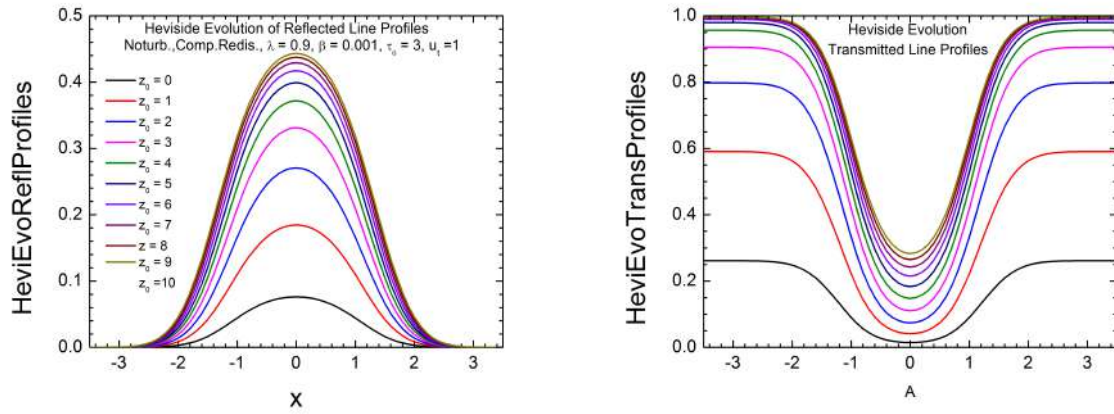 HeviEvoReflProfiles
0.5
0.4
0.3
0.2
0.1
0.0
Heviside Evolution of Reflected Line Profiles
Noturb.,Comp.Redis., λ = 0.9, β = 0.001, τ₀ = 3, u₁=1
z₀ = 0
z₀ = 1
z₀ = 2
z₀ = 3
z₀ = 4
z₀ = 5
z₀ = 6
z₀ = 7
z = 8
z₀ = 9
z₀ =10
-3 -2 -1 0 1 2 3
X
HeviEvoTransProfiles
1.0
0.8
0.6
0.4
0.2
0.0
Heviside Evolution
Transmitted Line Profiles
-3 -2 -1 0 1 2 3
A